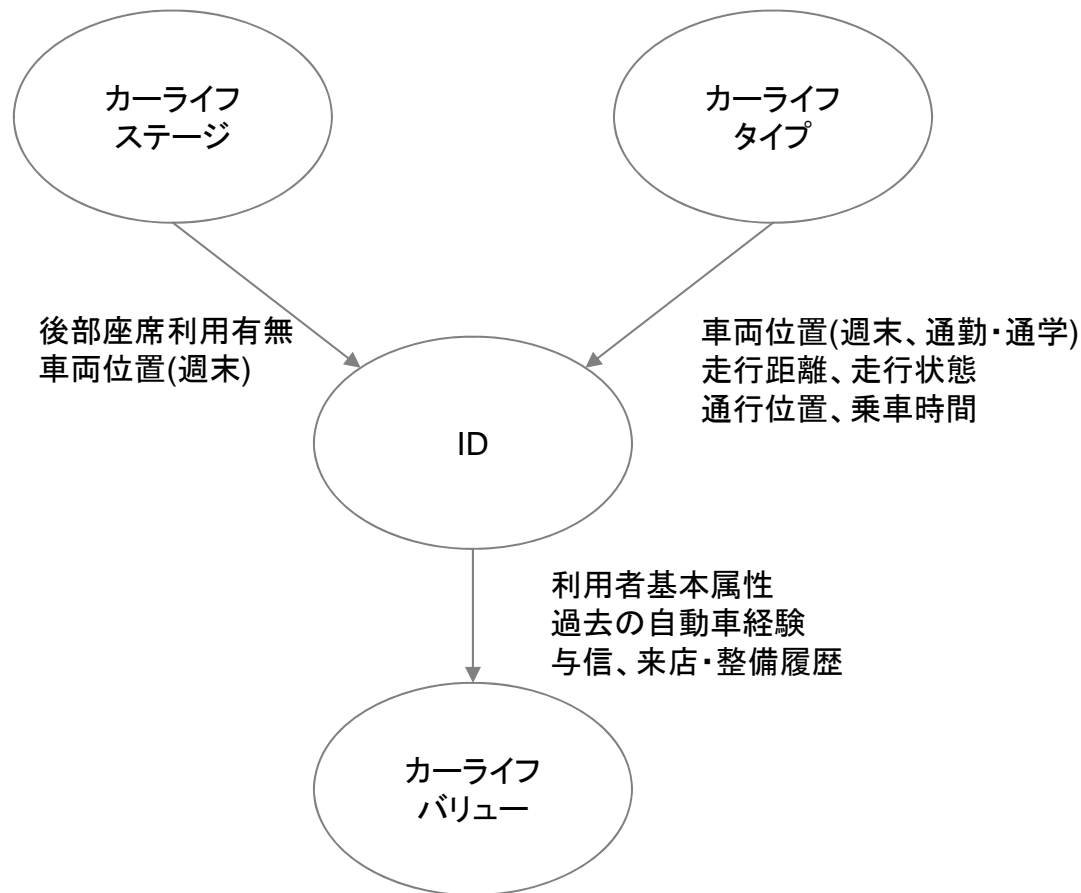 カーライフ
ステージ
カーライフ
タイプ
後部座席利用有無
車両位置(週末)
車両位置(週末、通勤・通学)
走行距離、走行状態
通行位置、乗車時間
ID
利用者基本属性
過去の自動車経験
与信、来店・整備履歴
カーライフ
バリュー